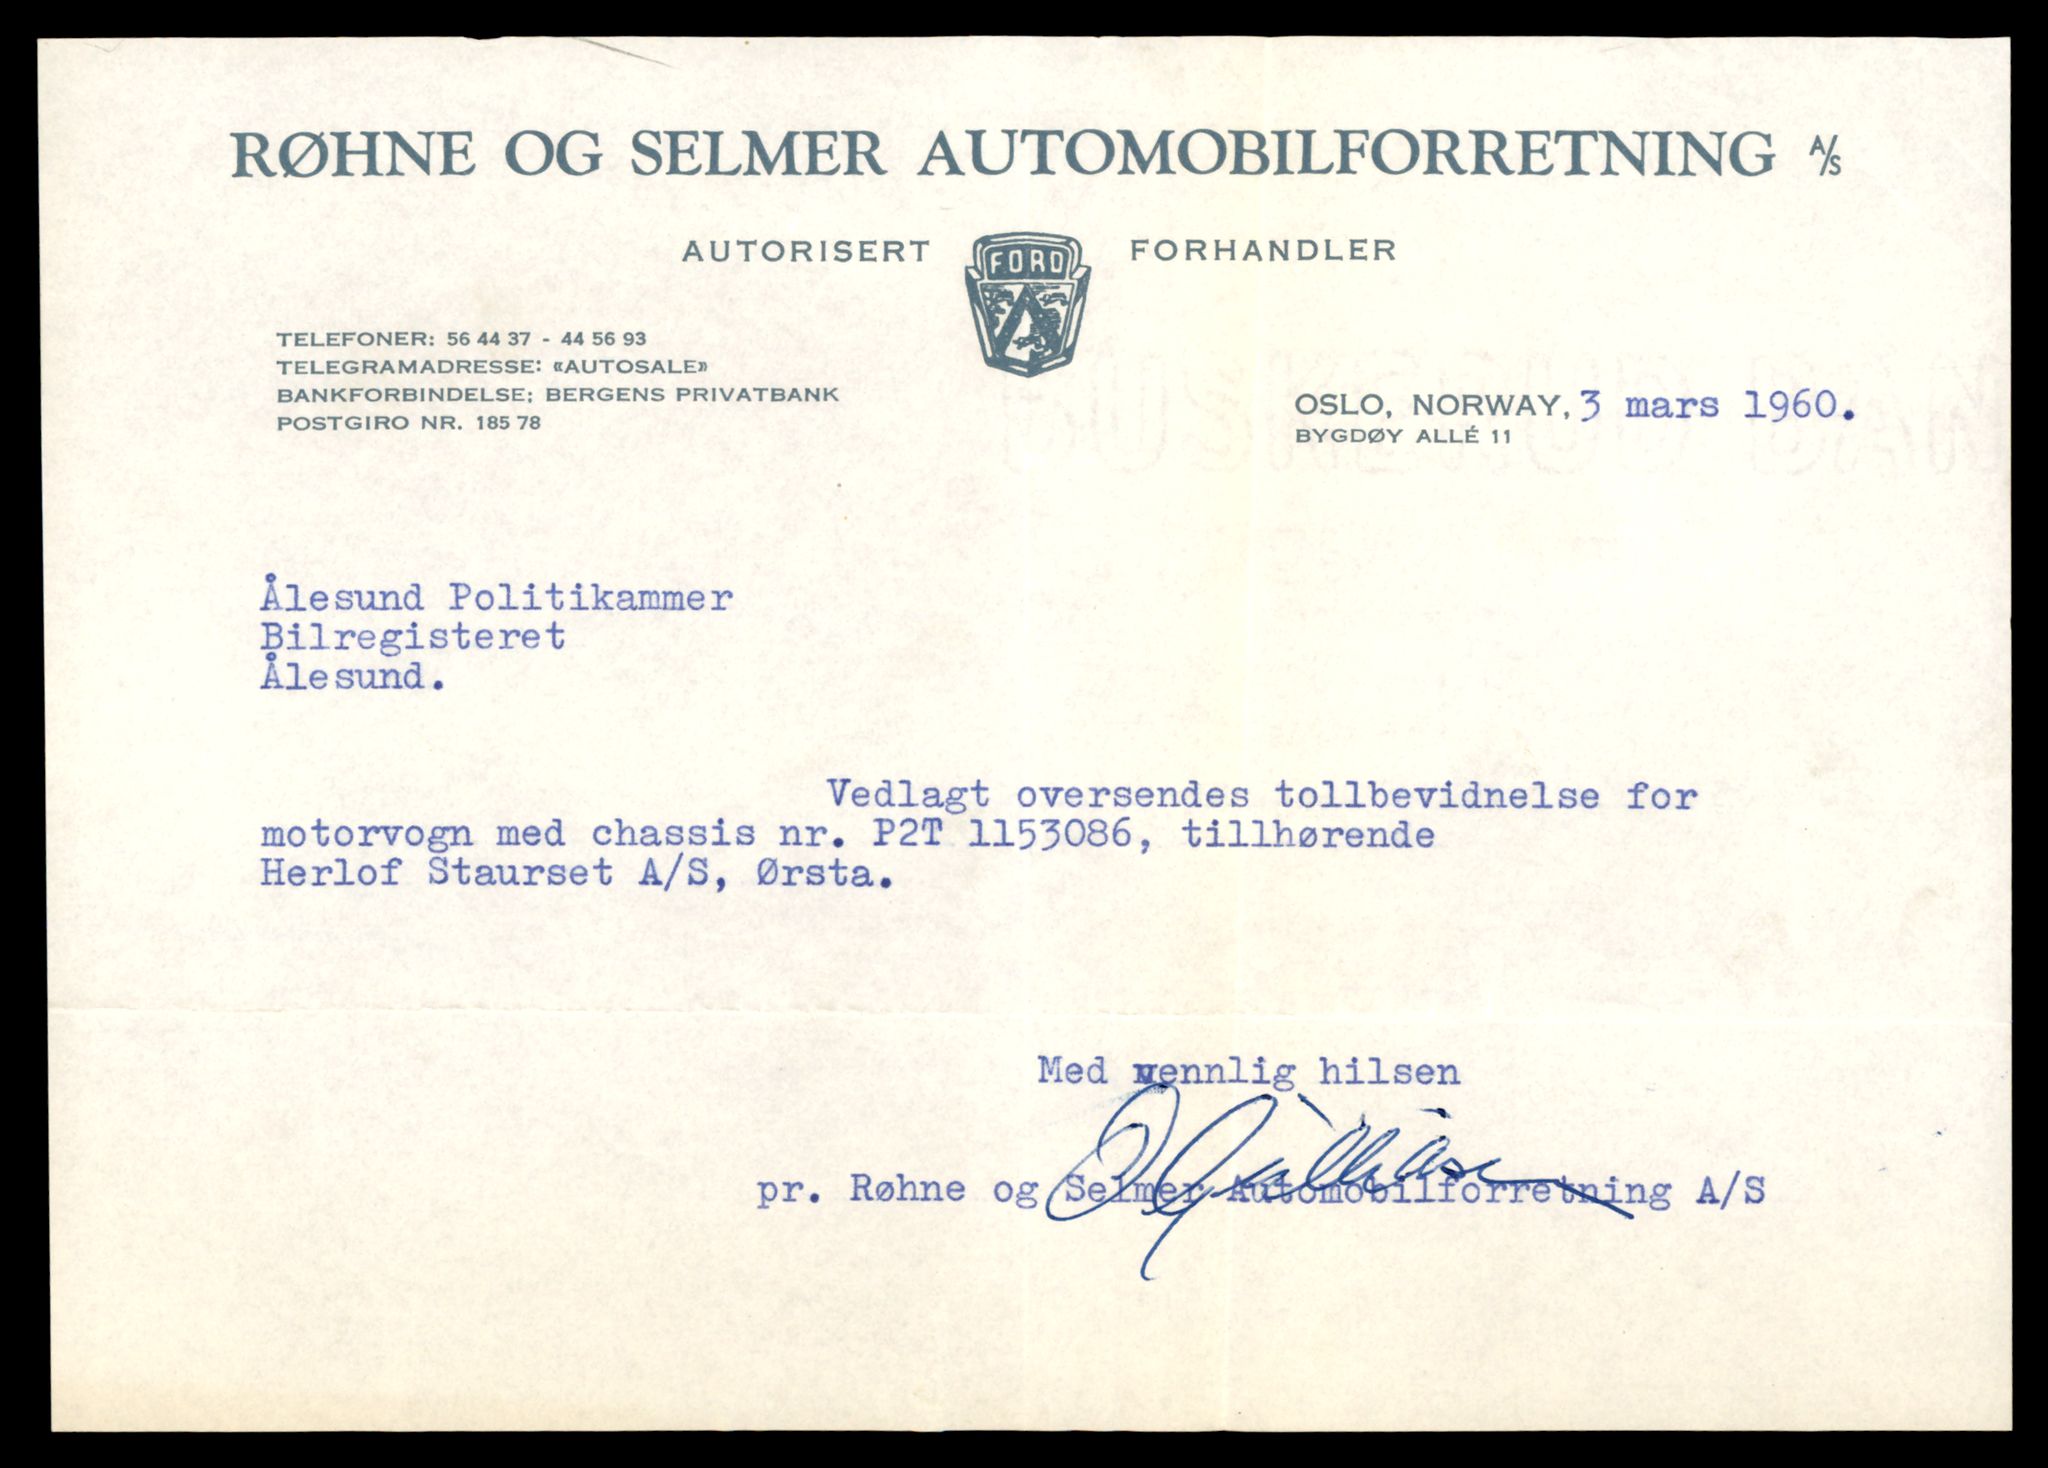 RØHNE OG SELMER AUTOMOBILFORRETNING A/S
AUTORISERT FORD FORHANDLER
TELEFONER: 56 44 37 - 44 56 93
TELEGRAMADRESSE: «AUTOSALE»
BANKFORBINDELSE: BERGENS PRIVATBANK
POSTGIRO NR. 185 78
OSLO, NORWAY, 3 mars 1960.
BYGDØY ALLÉ 11
Ålesund Politikammer
Bilregisteret
Ålesund.
Vedlagt oversendes tollbevidnelse for
motorvogn med chassis nr. P2T 1153086, tillhørende
Herlof Staurset A/S, Ørsta.
Med vennlig hilsen
pr. Røhne og Selmer Automobilforretning A/S